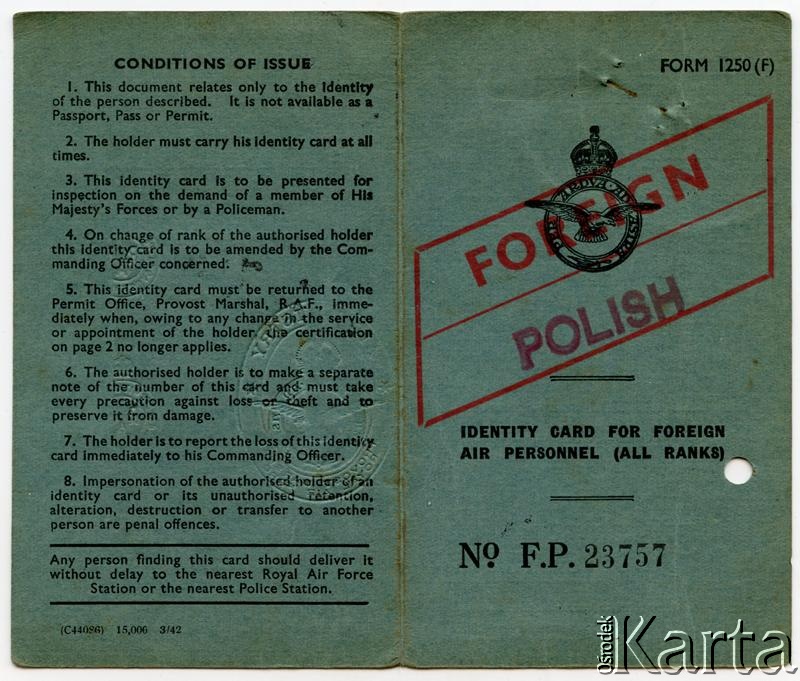 CONDITIONS OF ISSUE
1. This document relates only to the identity
of the person described. It is not available as a
Passport, Pass or Permit.
2. The holder must carry his identity card at all
times.
3. This identity card is to be presented for
inspection on the demand of a member of His
Majesty's Forces or by a Policeman.
4. On change of rank of the authorised holder
this identity card is to be amended by the Com-
manding Officer concerned.
5. This identity card must be returned to the
Permit Office, Provost Marshal, R.A.F., imme-
diately when, owing to any change in the service
or appointment of the holder, the certification
on page 2 no longer applies.
6. The authorised holder is to make a separate
note of the number of this card and must take
every precaution against loss or theft and to
preserve it from damage.
7. The holder is to report the loss of this identity
card immediately to his Commanding Officer.
8. Impersonation of the authorised holder of an
identity card or its unauthorised retention,
alteration, destruction or transfer to another
person are penal offences.
Any person finding this card should deliver it
without delay to the nearest Royal Air Force
Station or the nearest Police Station.
(C44086) 15,000 3/42
FORM 1250 (F)
PER ARDUA AD ASTRA
FOREIGN
POLISH
IDENTITY CARD FOR FOREIGN
AIR PERSONNEL (ALL RANKS)
No F.P. 23757
ośrodek Karta